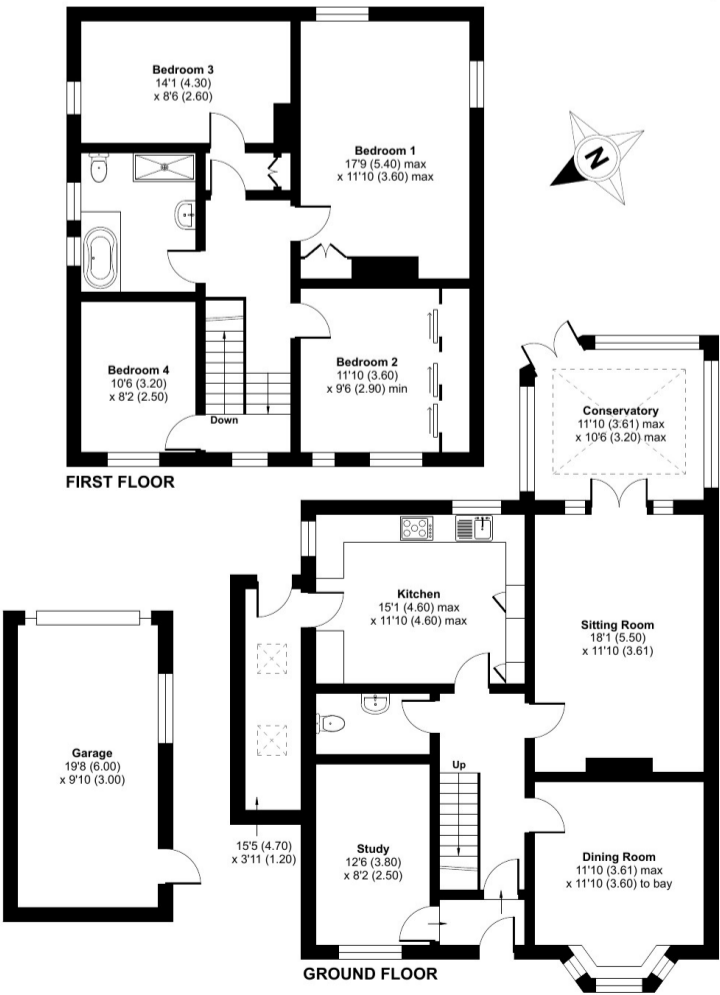 Bedroom 3
14'1 (4.30)
x 8'6 (2.60)
Bedroom 1
17'9 (5.40) max
x 11'10 (3.60) max
N
Bedroom 4
10'6 (3.20)
x 8'2 (2.50)
Bedroom 2
11'10 (3.60)
x 9'6 (2.90) min
Down
FIRST FLOOR
Conservatory
11'10 (3.61) max
x 10'6 (3.20) max
Kitchen
15'1 (4.60) max
x 11'10 (4.60) max
Sitting Room
18'1 (5.50)
x 11'10 (3.61)
Garage
19'8 (6.00)
x 9'10 (3.00)
Up
15'5 (4.70)
x 3'11 (1.20)
Study
12'6 (3.80)
x 8'2 (2.50)
Dining Room
11'10 (3.61) max
x 11'10 (3.60) to bay
GROUND FLOOR